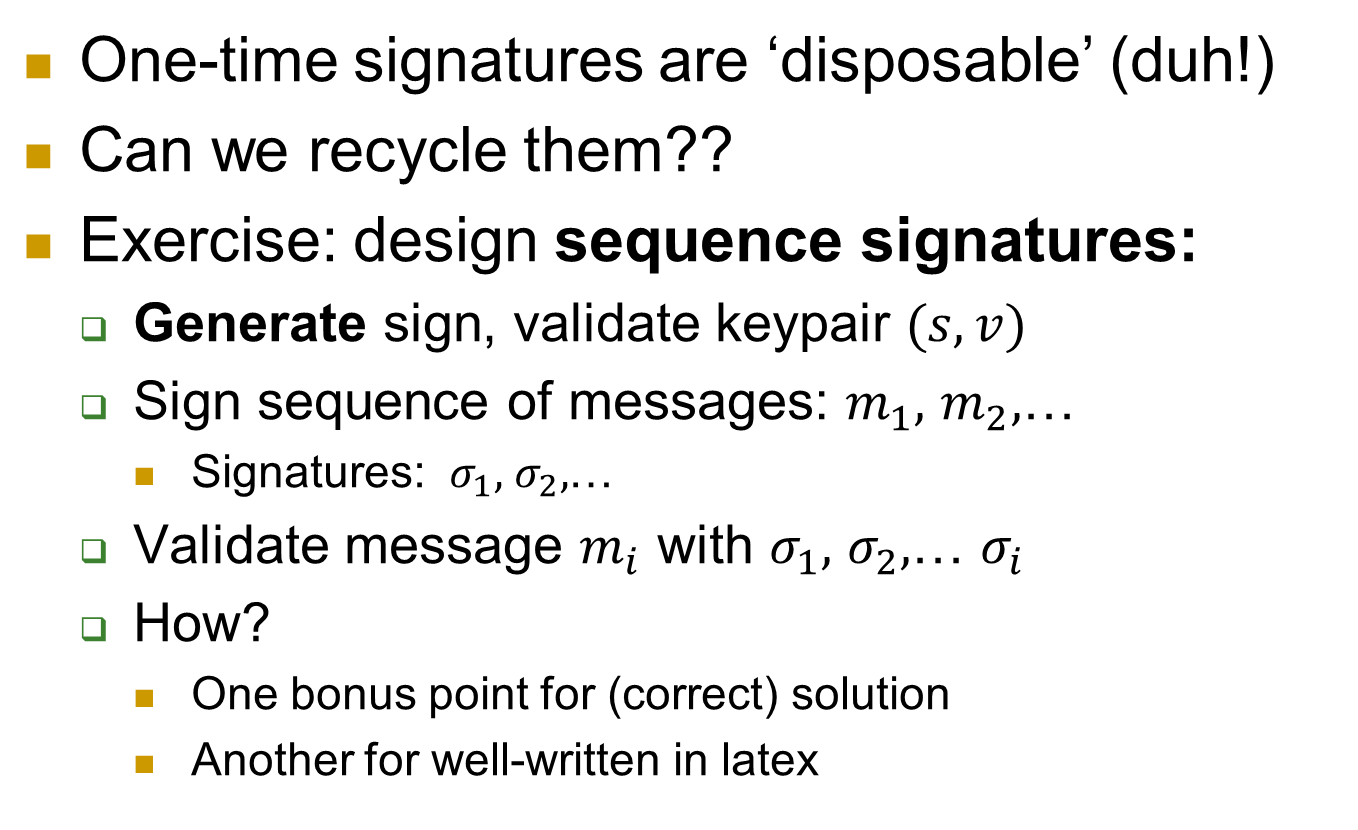 One-time signatures are ‘disposable’ (duh!)
Can we recycle them??
Exercise: design sequence signatures:
Generate sign, validate keypair (𝑠, 𝑣)
Sign sequence of messages: 𝑚₁, 𝑚₂,…
Signatures: 𝜎₁, 𝜎₂,…
Validate message 𝑚ᵢ with 𝜎₁, 𝜎₂,… 𝜎ᵢ
How?
One bonus point for (correct) solution
Another for well-written in latex